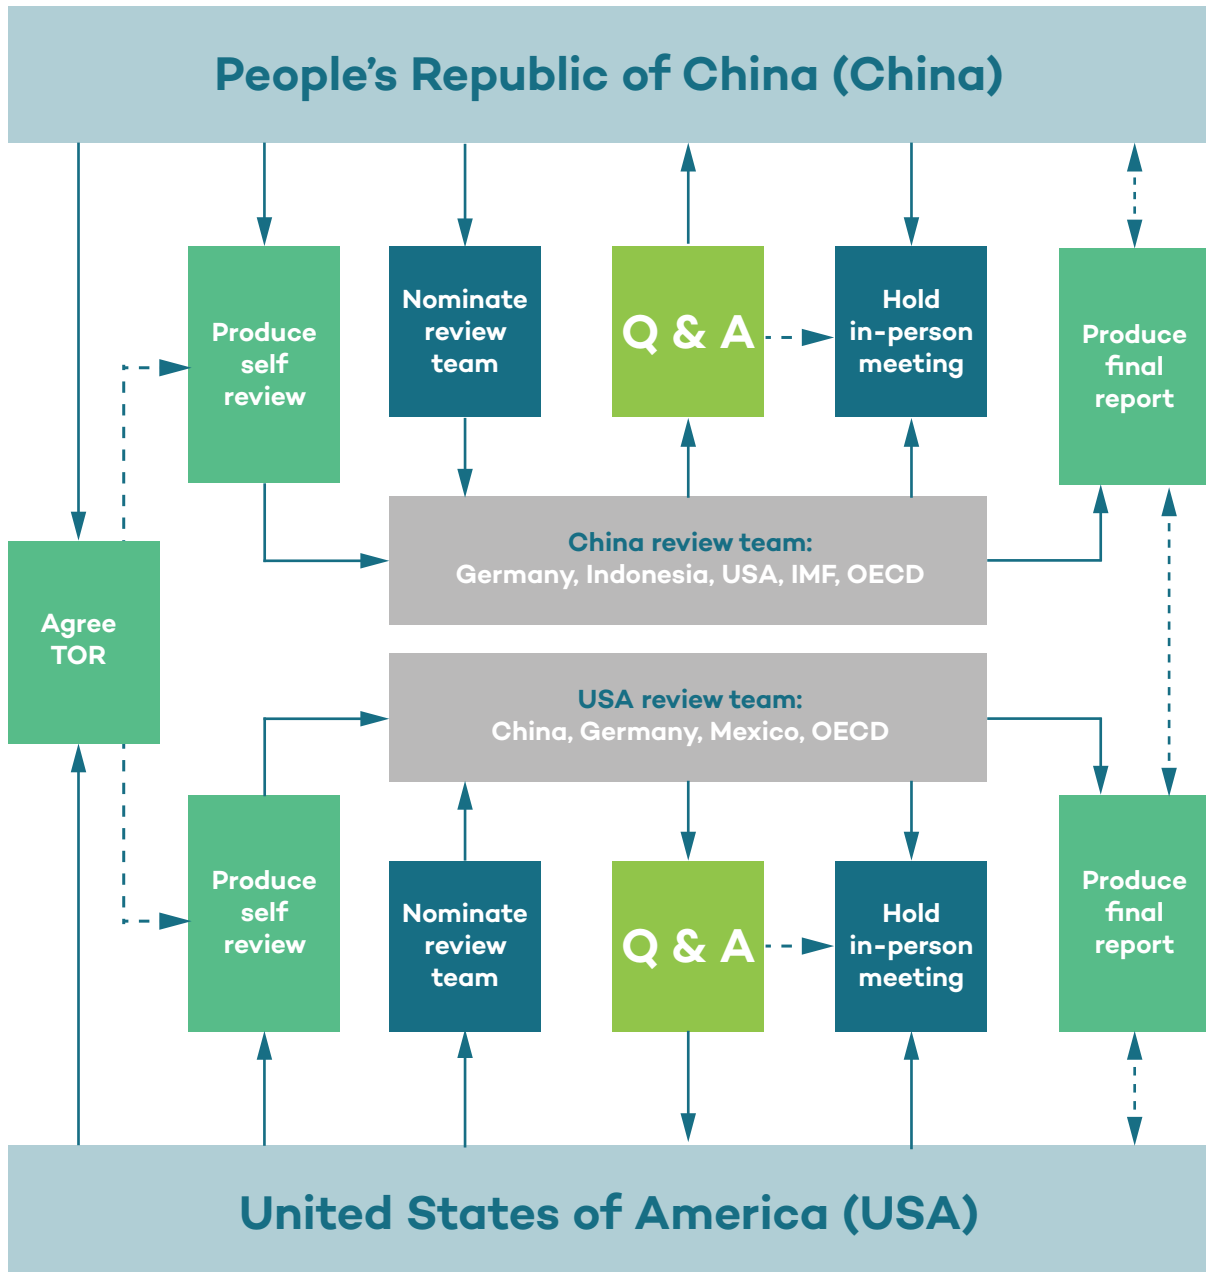 People's Republic of China (China)
Produce
self
review
Nominate
review
team
Q & A
Hold
in-person
meeting
Produce
final
report
China review team:
Germany, Indonesia, USA, IMF, OECD
Agree
TOR
USA review team:
China, Germany, Mexico, OECD
Produce
self
review
Nominate
review
team
Q & A
Hold
in-person
meeting
Produce
final
report
United States of America (USA)